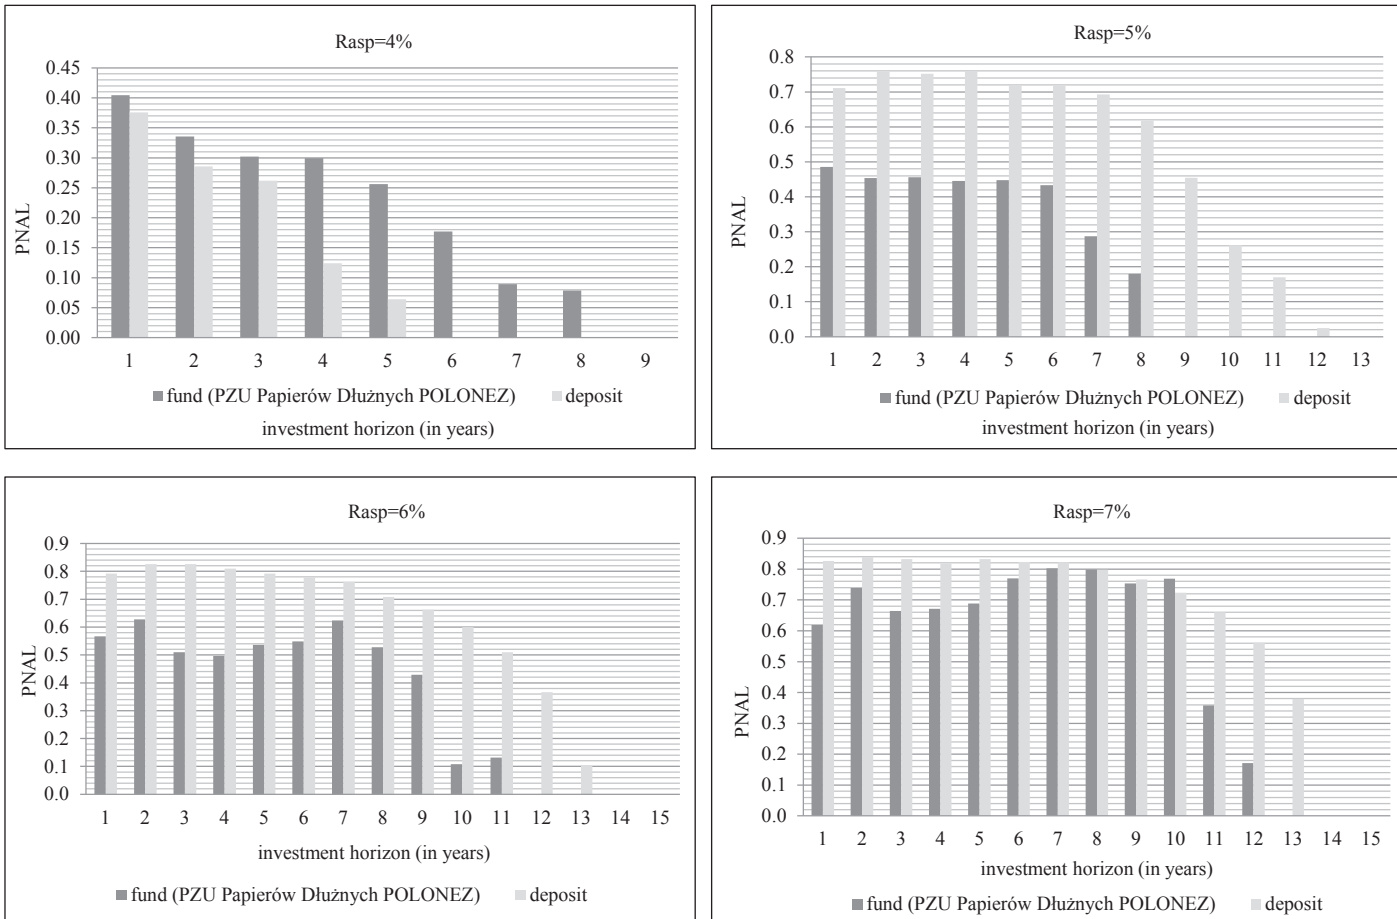 Rasp=4%
0.45
0.40
0.35
0.30
0.25
0.20
0.15
0.10
0.05
0.00
PNAL
1 2 3 4 5 6 7 8 9
fund (PZU Papierów Dłużnych POLONEZ) deposit
investment horizon (in years)
Rasp=5%
0.8
0.7
0.6
0.5
0.4
0.3
0.2
0.1
0.0
PNAL
1 2 3 4 5 6 7 8 9 10 11 12 13
fund (PZU Papierów Dłużnych POLONEZ) deposit
investment horizon (in years)
Rasp=6%
0.9
0.8
0.7
0.6
0.5
0.4
0.3
0.2
0.1
0.0
PNAL
1 2 3 4 5 6 7 8 9 10 11 12 13 14 15
investment horizon (in years)
fund (PZU Papierów Dłużnych POLONEZ) deposit
Rasp=7%
0.9
0.8
0.7
0.6
0.5
0.4
0.3
0.2
0.1
0.0
PNAL
1 2 3 4 5 6 7 8 9 10 11 12 13 14 15
investment horizon (in years)
fund (PZU Papierów Dłużnych POLONEZ) deposit